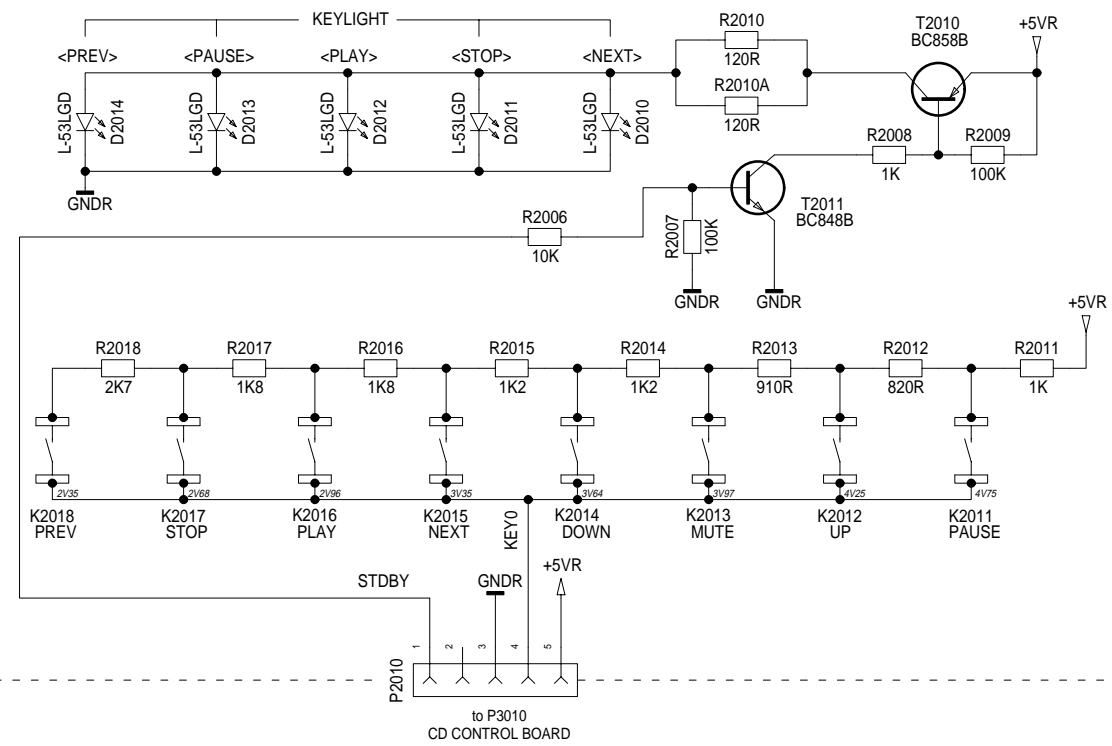 KEYLIGHT
<PREV> <PAUSE> <PLAY> <STOP> <NEXT>
L-53LGD D2014
L-53LGD D2013
L-53LGD D2012
L-53LGD D2011
L-53LGD D2010
GNDR
R2010
120R
R2010A
120R
T2010
BC858B
+5VR
R2008
1K
R2009
100K
T2011
BC848B
R2006
10K
R2007
100K
GNDR GNDR
+5VR
R2018 R2017 R2016 R2015 R2014 R2013 R2012 R2011
2K7 1K8 1K8 1K2 1K2 910R 820R 1K
2V35 2V68 2V96 3V35 3V64 3V97 4V25 4V75
K2018 K2017 K2016 K2015 K2014 K2013 K2012 K2011
PREV STOP PLAY NEXT DOWN MUTE UP PAUSE
KEY0
STDBY
GNDR
+5VR
1 2 3 4 5
P2010
to P3010
CD CONTROL BOARD